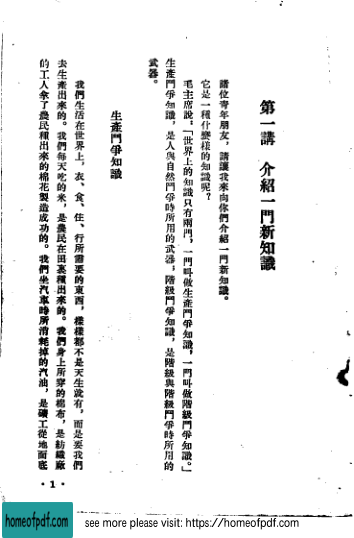 第一講　介紹一門新知識
諸位青年朋友，請讓我來向你們介紹一門新知識。
它是一種什麼樣的知識呢？
毛主席說：「世界上的知識只有兩門，一門叫做生產鬥爭知識，一門叫做階級鬥爭知識。」
生產鬥爭知識，是人與自然鬥爭時所用的武器；階級鬥爭知識，是階級與階級鬥爭時所用的
武器。
生產鬥爭知識
我們生活在世界上，衣、食、住、行所需要的東西，樣樣都不是天生就有，而是要我們
去生產出來的。我們每天吃的米，是農民在田裏種出來的。我們身上所穿的棉布，是紡織廠
的工人拿了農民種出來的棉花製造成功的。我們坐汽車時所消耗掉的汽油，是礦工從地面底
·1·
homeofpdf.com
see more please visit: https://homeofpdf.com